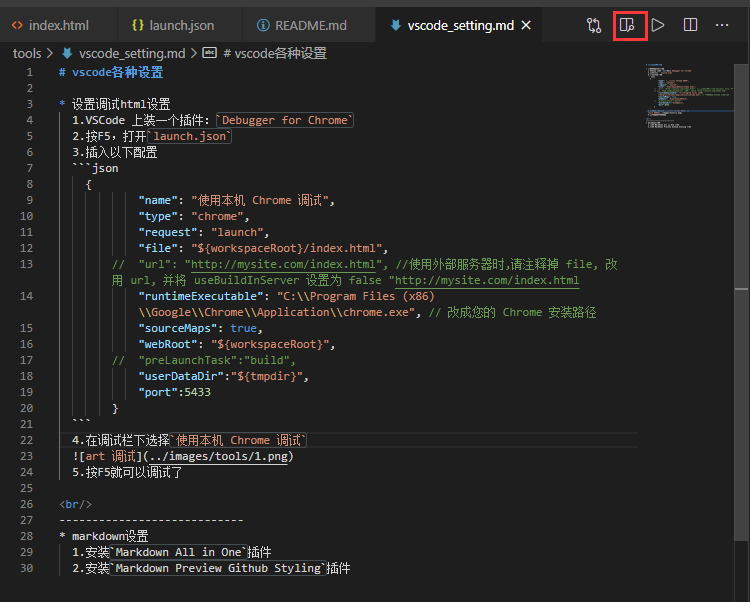 index.html launch.json README.md vscode_setting.md
tools > vscode_setting.md > # vscode各种设置
1 # vscode各种设置
2
3 * 设置调试html设置
4 1.VSCode 上装一个插件: `Debugger for Chrome`
5 2.按F5, 打开`launch.json`
6 3.插入以下配置
7 ```json
8 {
9 "name": "使用本机 Chrome 调试",
10 "type": "chrome",
11 "request": "launch",
12 "file": "${workspaceRoot}/index.html",
13 // "url": "http://mysite.com/index.html", //使用外部服务器时,请注释掉 file, 改
用 url, 并将 useBuildInServer 设置为 false "http://mysite.com/index.html
14 "runtimeExecutable": "C:\\Program Files (x86)
\\Google\\Chrome\\Application\\chrome.exe", // 改成您的 Chrome 安装路径
15 "sourceMaps": true,
16 "webRoot": "${workspaceRoot}",
17 // "preLaunchTask":"build",
18 "userDataDir":"${tmpdir}",
19 "port":5433
20 }
21 ```
22 4.在调试栏下选择`使用本机 Chrome 调试`
23 ![art 调试](../images/tools/1.png)
24 5.按F5就可以调试了
25
26 <br/>
27 ----------------------------
28 * markdown设置
29 1.安装`Markdown All in One`插件
30 2.安装`Markdown Preview Github Styling`插件